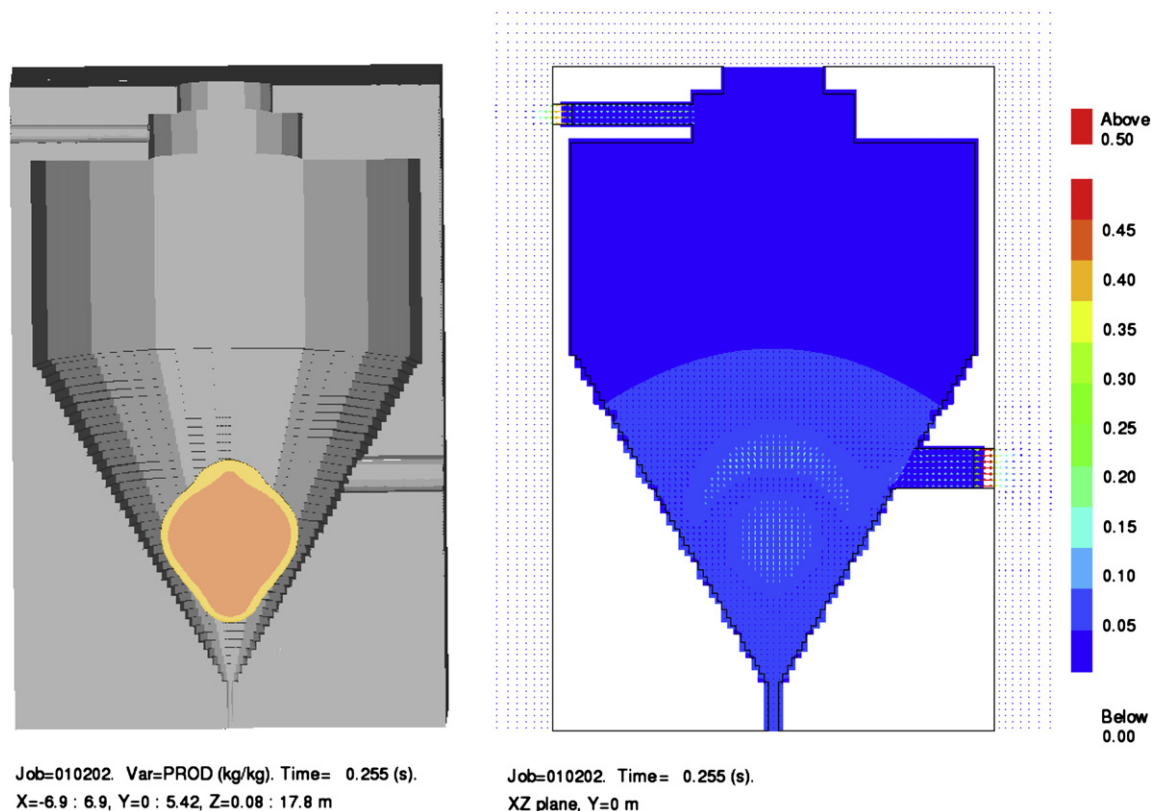 Above
0.50
0.45
0.40
0.35
0.30
0.25
0.20
0.15
0.10
0.05
Below
0.00
Job=010202. Var=PROD (kg/kg). Time= 0.255 (s).
X=-6.9 : 6.9, Y=0 : 5.42, Z=0.08 : 17.8 m
Job=010202. Time= 0.255 (s).
XZ plane, Y=0 m